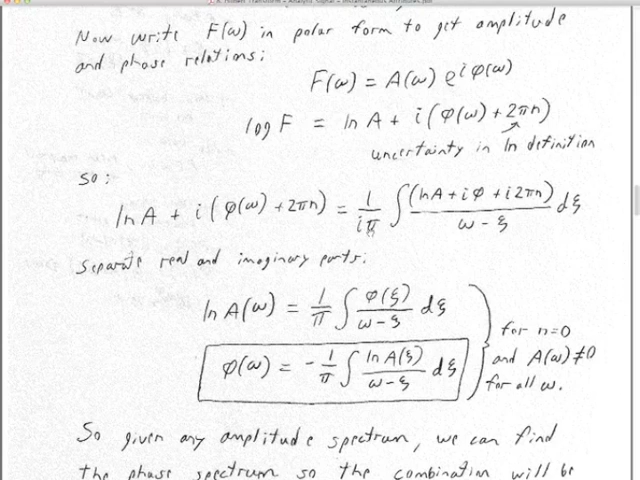 Now write F(ω) in polar form to get amplitude
and phase relations:
F(ω) = A(ω) e^{iφ(ω)}
log F = ln A + i(φ(ω) + 2πn)
uncertainty in ln definition
so:
ln A + i(φ(ω) + 2πn) = 1/(iπ) ∫ (ln A + iφ + i2πn)/(ω - ξ) dξ
Separate real and imaginary parts:
ln A(ω) = 1/π ∫ φ(ξ)/(ω - ξ) dξ
φ(ω) = - 1/π ∫ ln A(ξ)/(ω - ξ) dξ
for n=0
and A(ω) ≠ 0
for all ω.
So given any amplitude spectrum, we can find
the phase spectrum so the combination will be